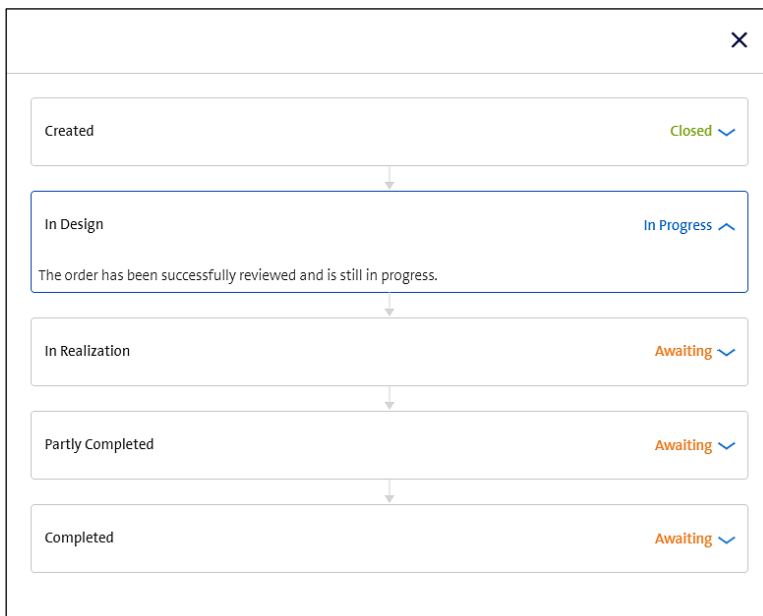 Created
Closed
In Design
In Progress
The order has been successfully reviewed and is still in progress.
In Realization
Awaiting
Partly Completed
Awaiting
Completed
Awaiting